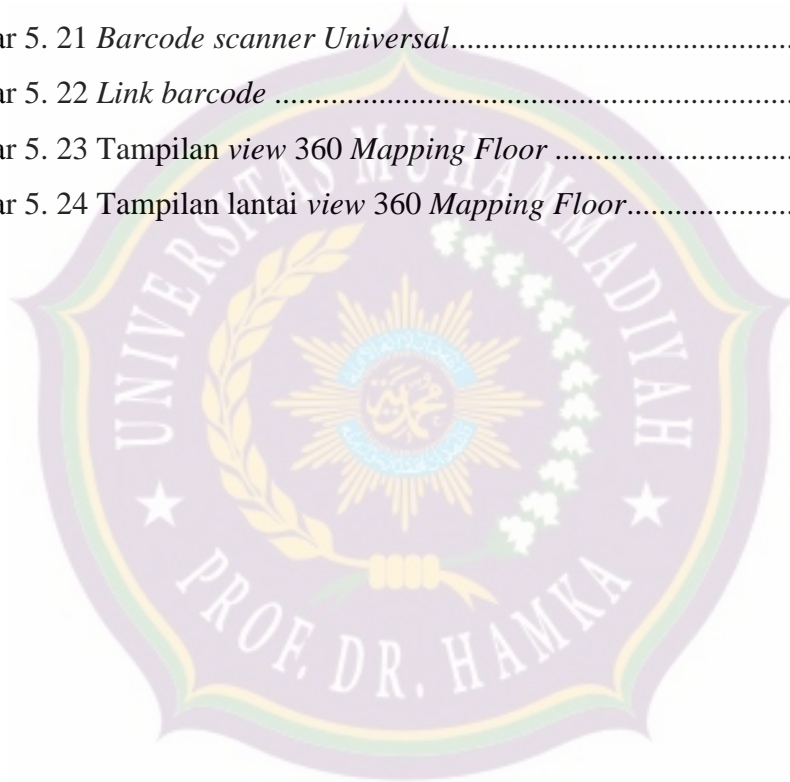 ar 5. 21 Barcode scanner Universal............................................................
ar 5. 22 Link barcode ..................................................................................
ar 5. 23 Tampilan view 360 Mapping Floor ..............................................
ar 5. 24 Tampilan lantai view 360 Mapping Floor....................................
UNIVERSITAS MUHAMMADIYAH
PROF. DR. HAMKA